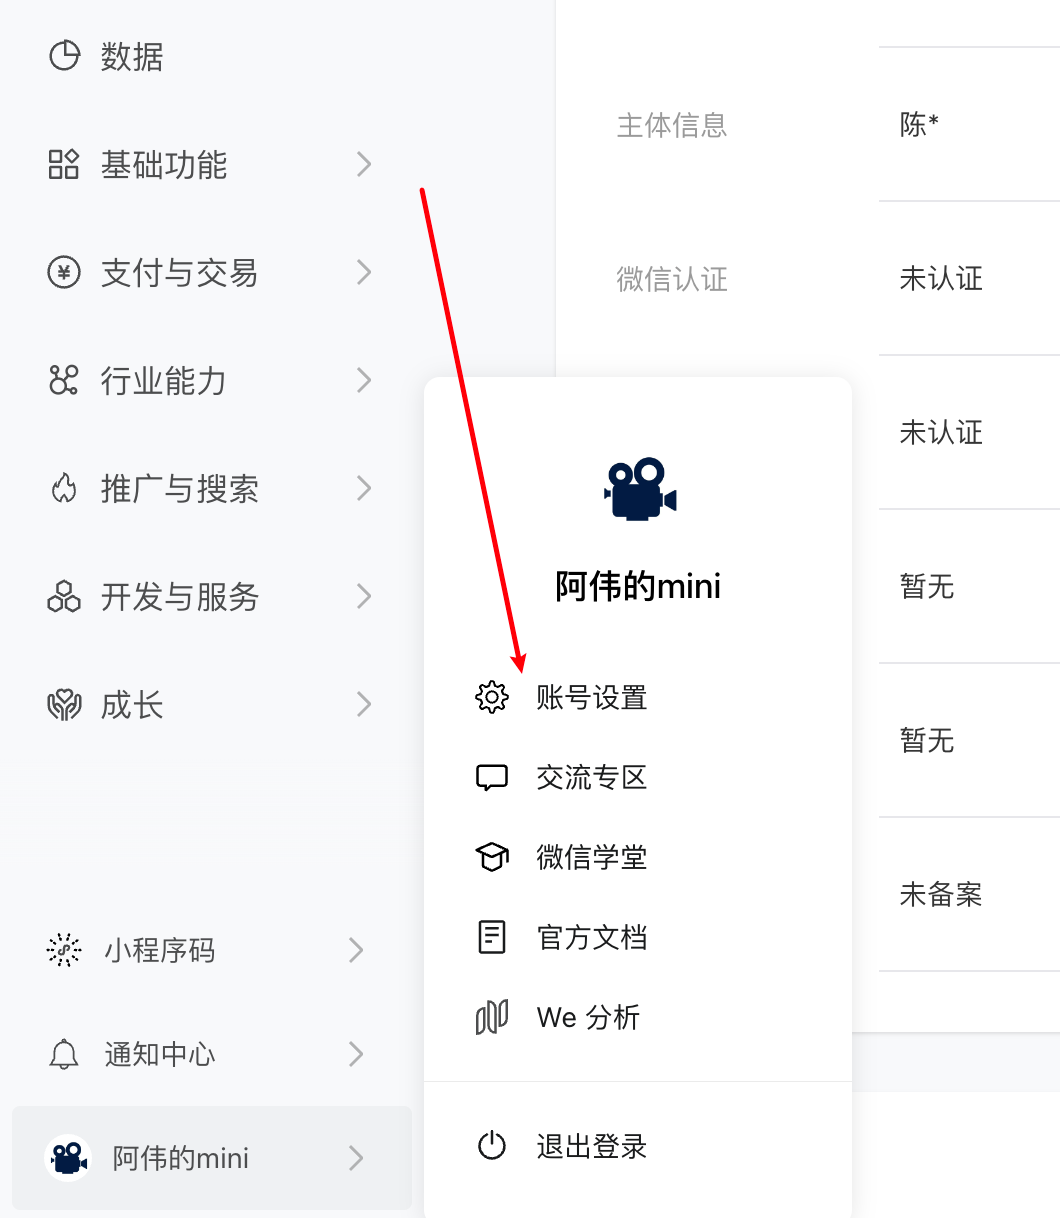 数据
基础功能
支付与交易
行业能力
推广与搜索
开发与服务
成长
小程序码
通知中心
阿伟的mini
阿伟的mini
账号设置
交流专区
微信学堂
官方文档
We 分析
退出登录
主体信息
陈*
微信认证
未认证
未认证
暂无
暂无
未备案